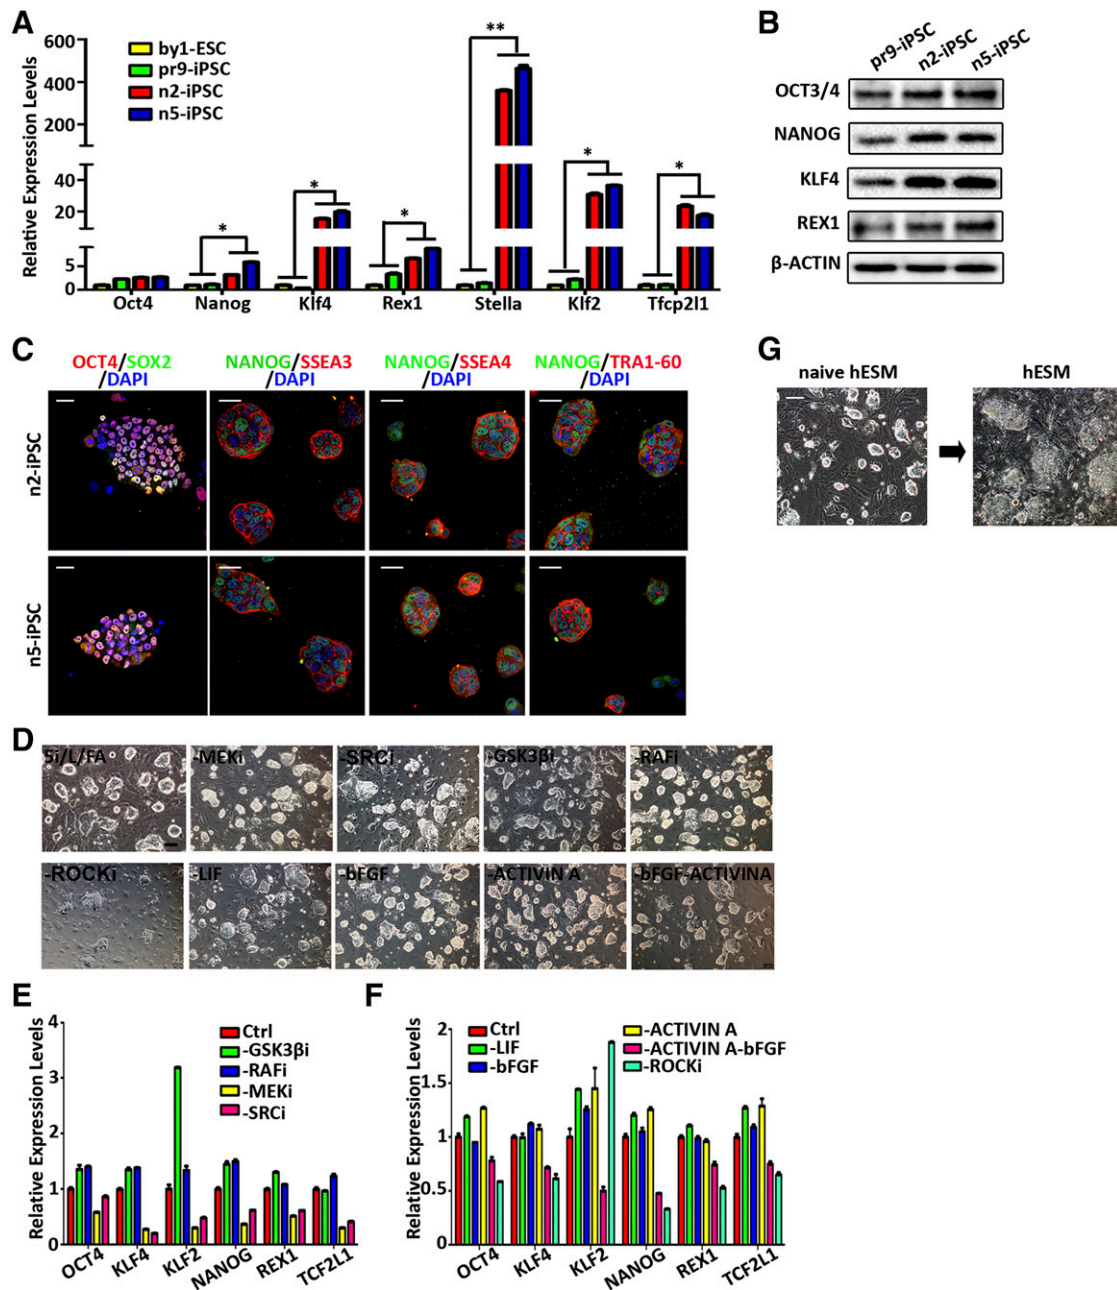 A
600
400
200
40
20
5
0
Relative Expression Levels
by1-ESC
pr9-iPSC
n2-iPSC
n5-iPSC
*
*
*
**
*
*
Oct4 Nanog Klf4 Rex1 Stella Klf2 Tfcp2l1
B
pr9-iPSC n2-iPSC n5-iPSC
OCT3/4
NANOG
KLF4
REX1
β-ACTIN
C
OCT4/SOX2 NANOG/SSEA3 NANOG/SSEA4 NANOG/TRA1-60
/DAPI /DAPI /DAPI /DAPI
n2-iPSC
n5-iPSC
G
naive hESM hESM
D
5i/L/FA -MEKi -SRCi -GSK3βi -RAFi
-ROCKi -LIF -bFGF -ACTIVIN A -bFGF-ACTIVINA
E
Relative Expression Levels
4
3
2
1
0
Ctrl
-GSK3βi
-RAFi
-MEKi
-SRCi
OCT4 KLF4 KLF2 NANOG REX1 TCF2L1
F
Relative Expression Levels
2
1.5
1
0.5
0
Ctrl -ACTIVIN A
-LIF -ACTIVIN A-bFGF
-bFGF -ROCKi
OCT4 KLF4 KLF2 NANOG REX1 TCF2L1